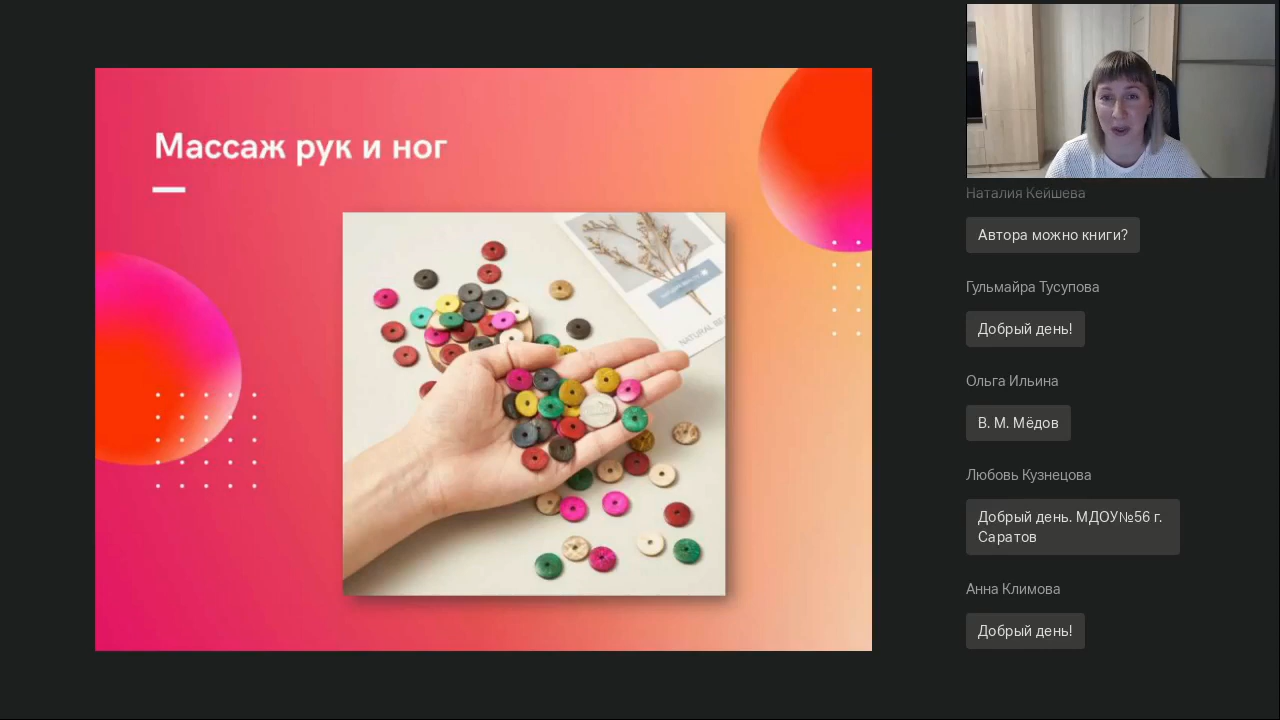 Массаж рук и ног
NATURAL BE
Наталия Кейшева
Автора можно книги?
Гульмайра Тусупова
Добрый день!
Ольга Ильина
В. М. Мёдов
Любовь Кузнецова
Добрый день. МДОУ№56 г.
Саратов
Анна Климова
Добрый день!